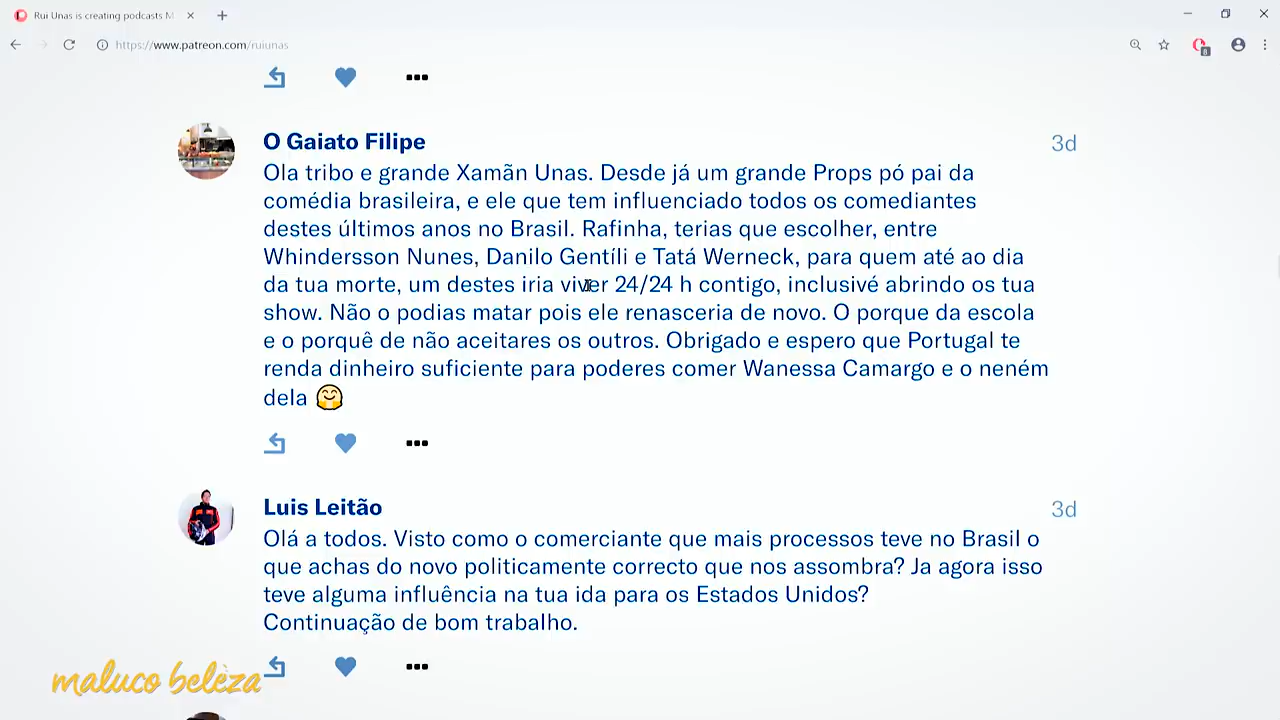 Rui Unas is creating podcasts M
https://www.patreon.com/ruiunas
O Gaiato Filipe
3d
Ola tribo e grande Xamãn Unas. Desde já um grande Props pó pai da
comédia brasileira, e ele que tem influenciado todos os comediantes
destes últimos anos no Brasil. Rafinha, terias que escolher, entre
Whindersson Nunes, Danilo Gentíli e Tatá Werneck, para quem até ao dia
da tua morte, um destes iria viver 24/24 h contigo, inclusivé abrindo os tua
show. Não o podias matar pois ele renasceria de novo. O porque da escola
e o porquê de não aceitares os outros. Obrigado e espero que Portugal te
renda dinheiro suficiente para poderes comer Wanessa Camargo e o neném
dela
Luis Leitão
3d
Olá a todos. Visto como o comerciante que mais processos teve no Brasil o
que achas do novo politicamente correcto que nos assombra? Ja agora isso
teve alguma influência na tua ida para os Estados Unidos?
Continuação de bom trabalho.
maluco beleza